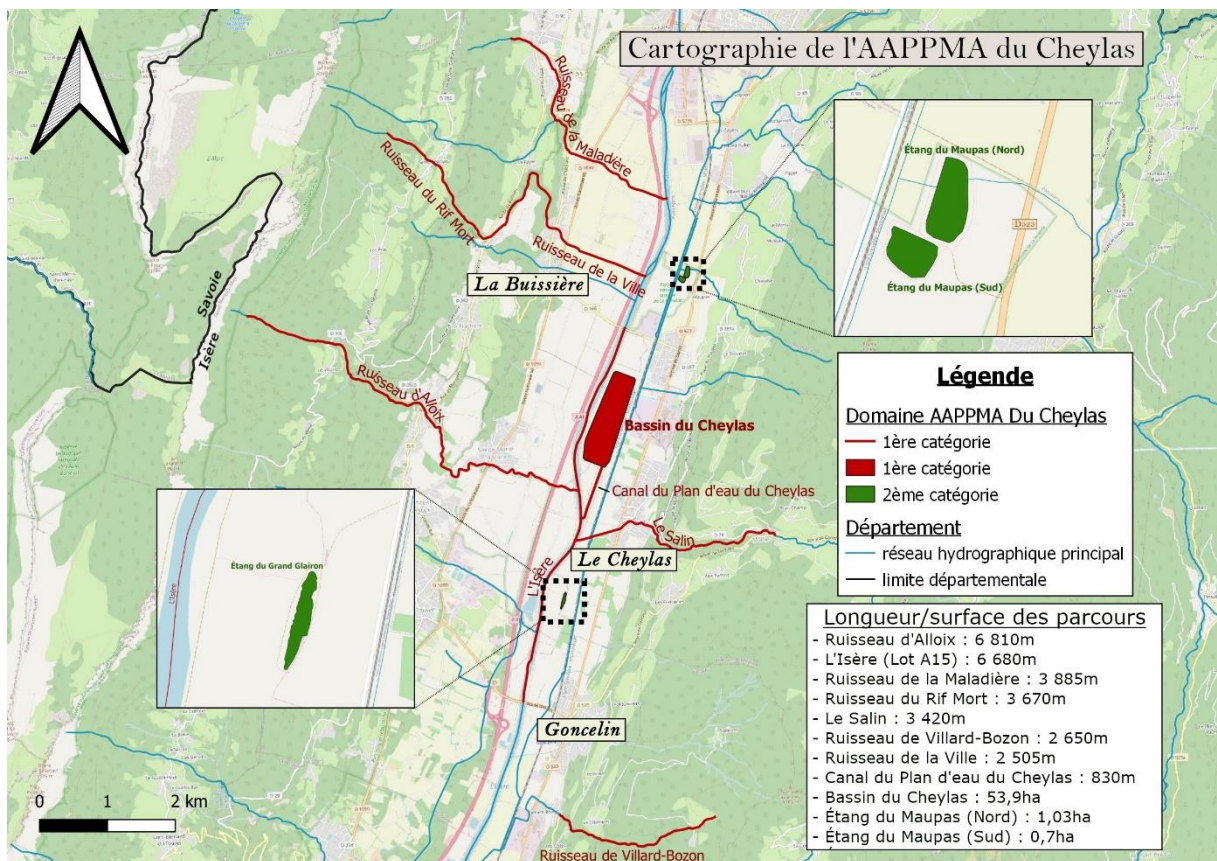 Cartographie de l'AAPPMA du Cheylas
Ruisseau de la Maladière
Ruisseau du Rif Mort
Ruisseau de la Ville
La Buissière
Savoie
Isère
Ruisseau d'Alloix
Bassin du Cheylas
Canal du Plan d'eau du Cheylas
Le Salin
Le Cheylas
L'Isère
Goncelin
Ruisseau de Villard-Bozon
Étang du Maupas (Nord)
Étang du Maupas (Sud)
D523
Étang du Grand Glairon
L'Isère
Légende
Domaine AAPPMA Du Cheylas
1ère catégorie
1ère catégorie
2ème catégorie
Département
réseau hydrographique principal
limite départementale
Longueur/surface des parcours
- Ruisseau d'Alloix : 6 810m
- L'Isère (Lot A15) : 6 680m
- Ruisseau de la Maladière : 3 885m
- Ruisseau du Rif Mort : 3 670m
- Le Salin : 3 420m
- Ruisseau de Villard-Bozon : 2 650m
- Ruisseau de la Ville : 2 505m
- Canal du Plan d'eau du Cheylas : 830m
- Bassin du Cheylas : 53,9ha
- Étang du Maupas (Nord) : 1,03ha
- Étang du Maupas (Sud) : 0,7ha
0 1 2 km